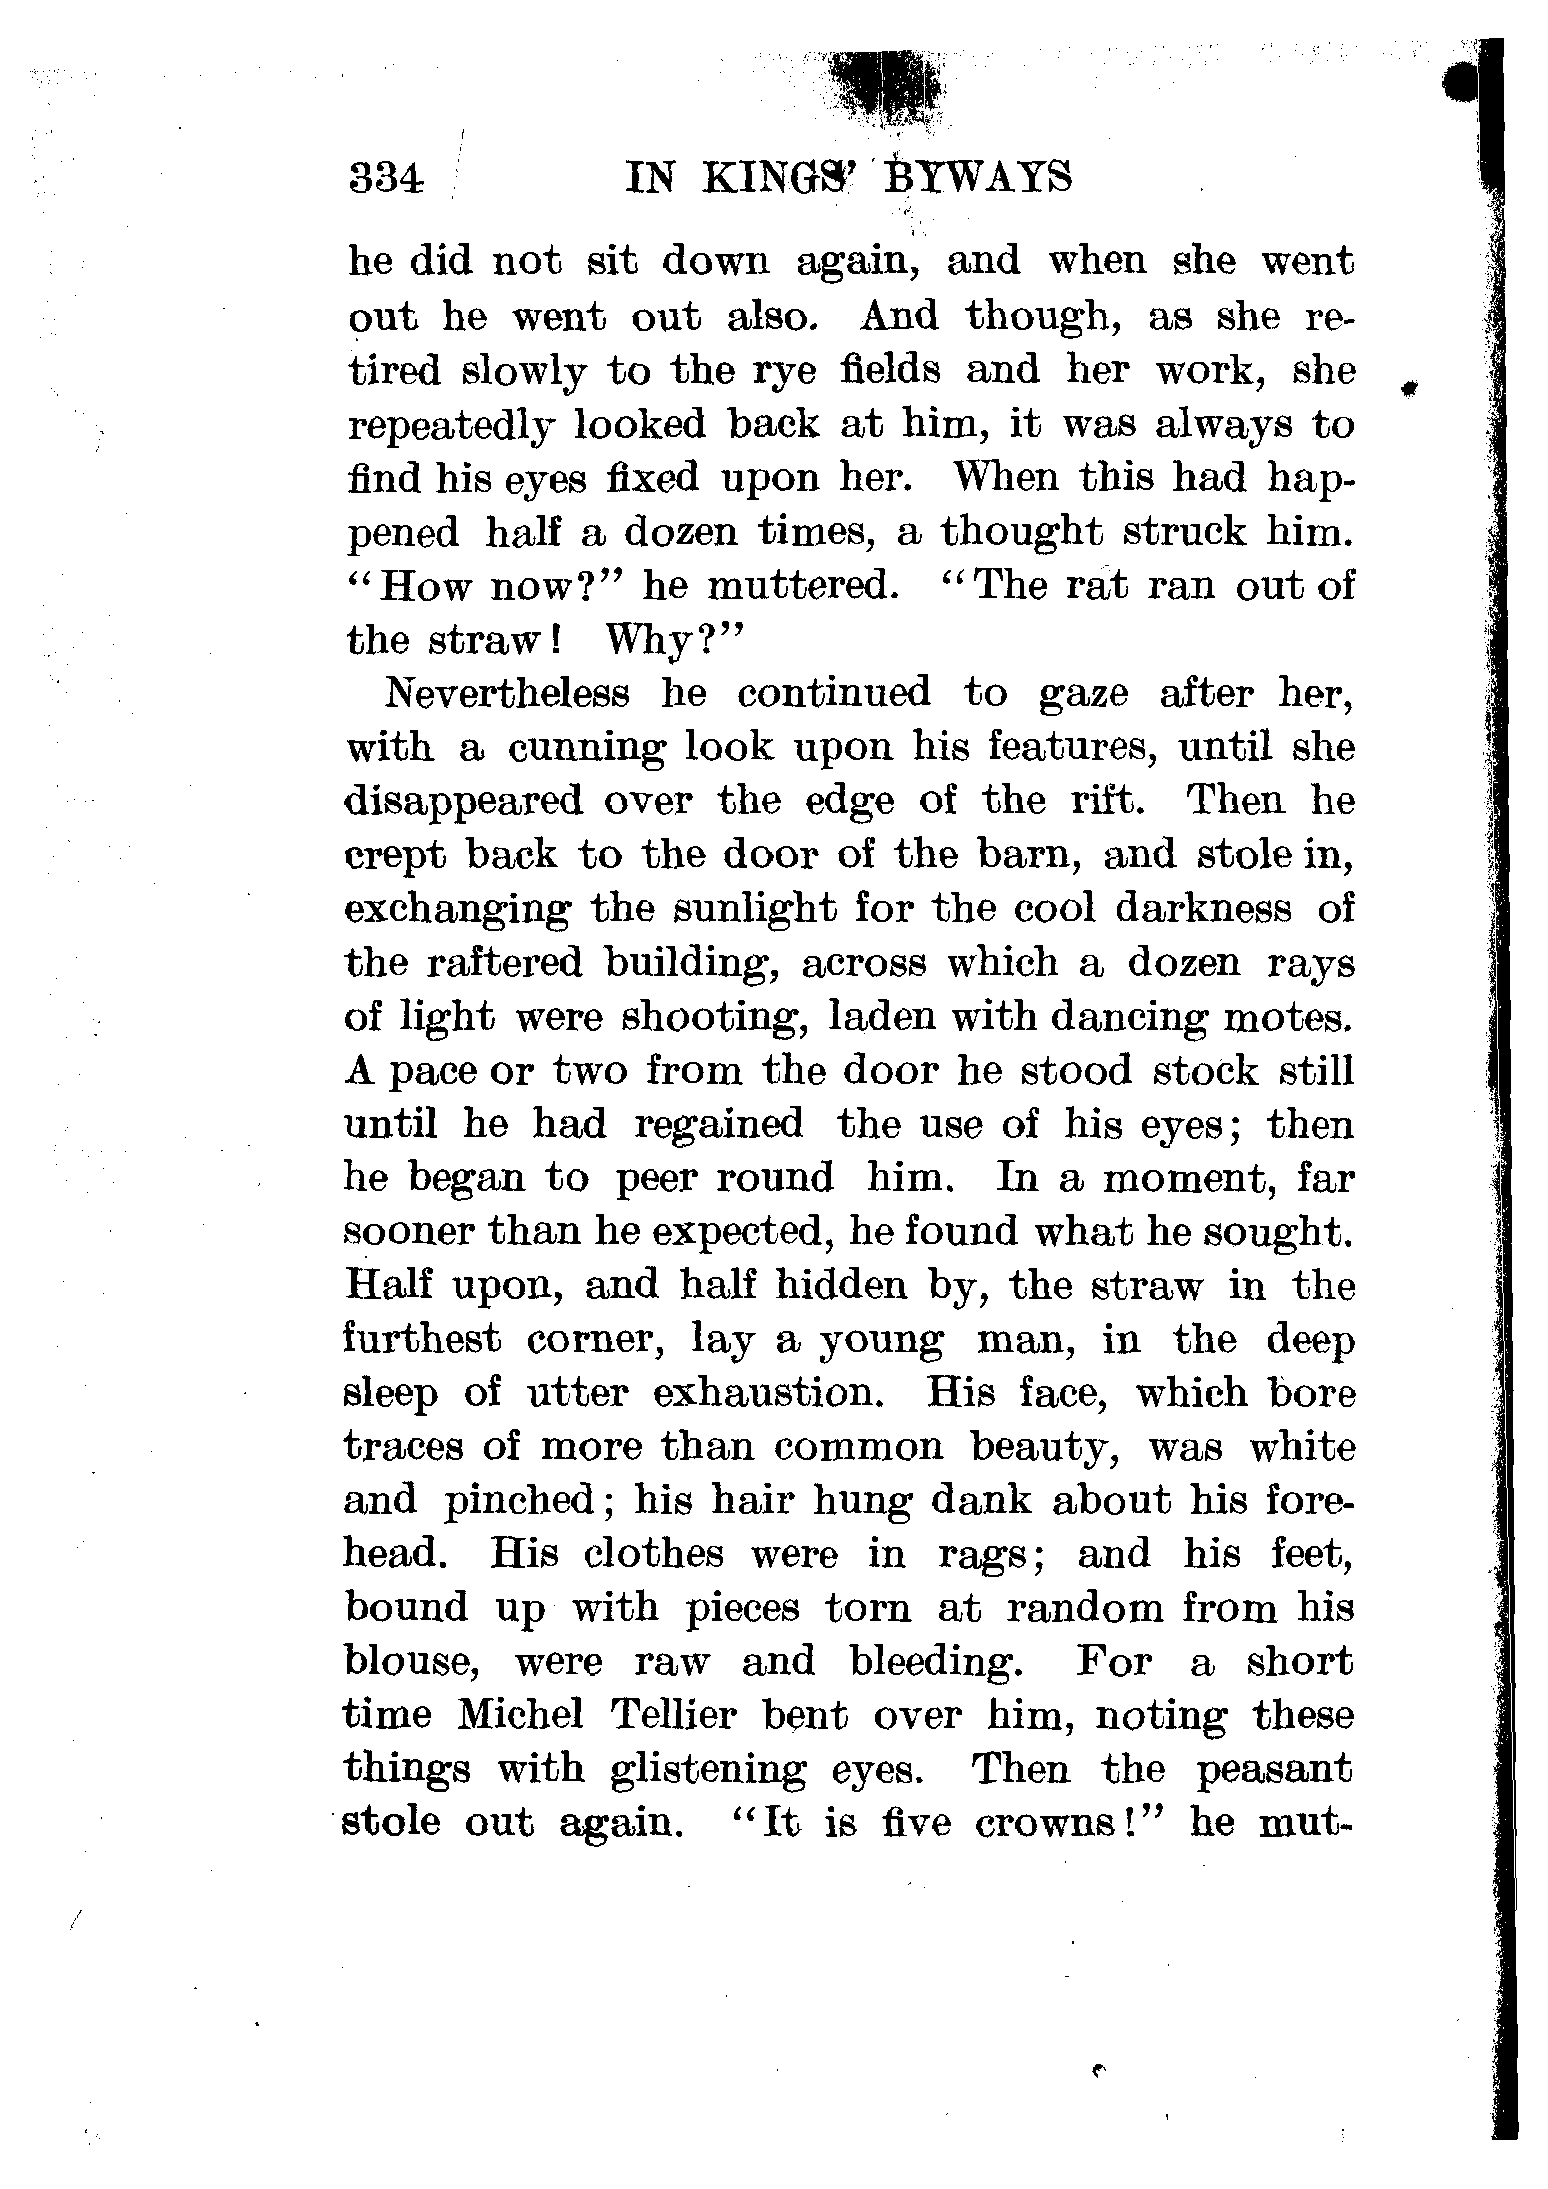 334 IN KINGS' BYWAYS
he did not sit down again, and when she went
out he went out also. And though, as she re-
tired slowly to the rye fields and her work, she
repeatedly looked back at him, it was always to
find his eyes fixed upon her. When this had hap-
pened half a dozen times, a thought struck him.
"How now?" he muttered. "The rat ran out of
the straw! Why?"
Nevertheless he continued to gaze after her,
with a cunning look upon his features, until she
disappeared over the edge of the rift. Then he
crept back to the door of the barn, and stole in,
exchanging the sunlight for the cool darkness of
the raftered building, across which a dozen rays
of light were shooting, laden with dancing motes.
A pace or two from the door he stood stock still
until he had regained the use of his eyes; then
he began to peer round him. In a moment, far
sooner than he expected, he found what he sought.
Half upon, and half hidden by, the straw in the
furthest corner, lay a young man, in the deep
sleep of utter exhaustion. His face, which bore
traces of more than common beauty, was white
and pinched; his hair hung dank about his fore-
head. His clothes were in rags; and his feet,
bound up with pieces torn at random from his
blouse, were raw and bleeding. For a short
time Michel Tellier bent over him, noting these
things with glistening eyes. Then the peasant
stole out again. "It is five crowns!" he mut-